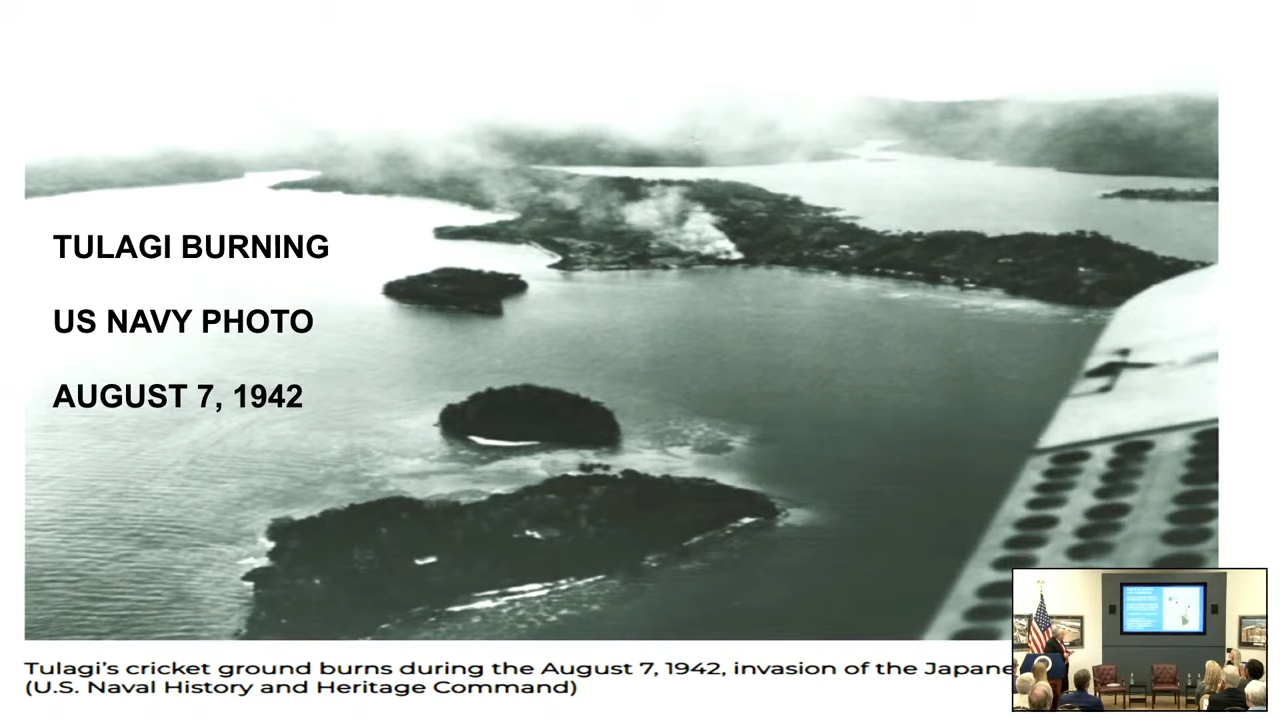 TULAGI BURNING
US NAVY PHOTO
AUGUST 7, 1942
Tulagi's cricket ground burns during the August 7, 1942, invasion of the Japane
(U.S. Naval History and Heritage Command)